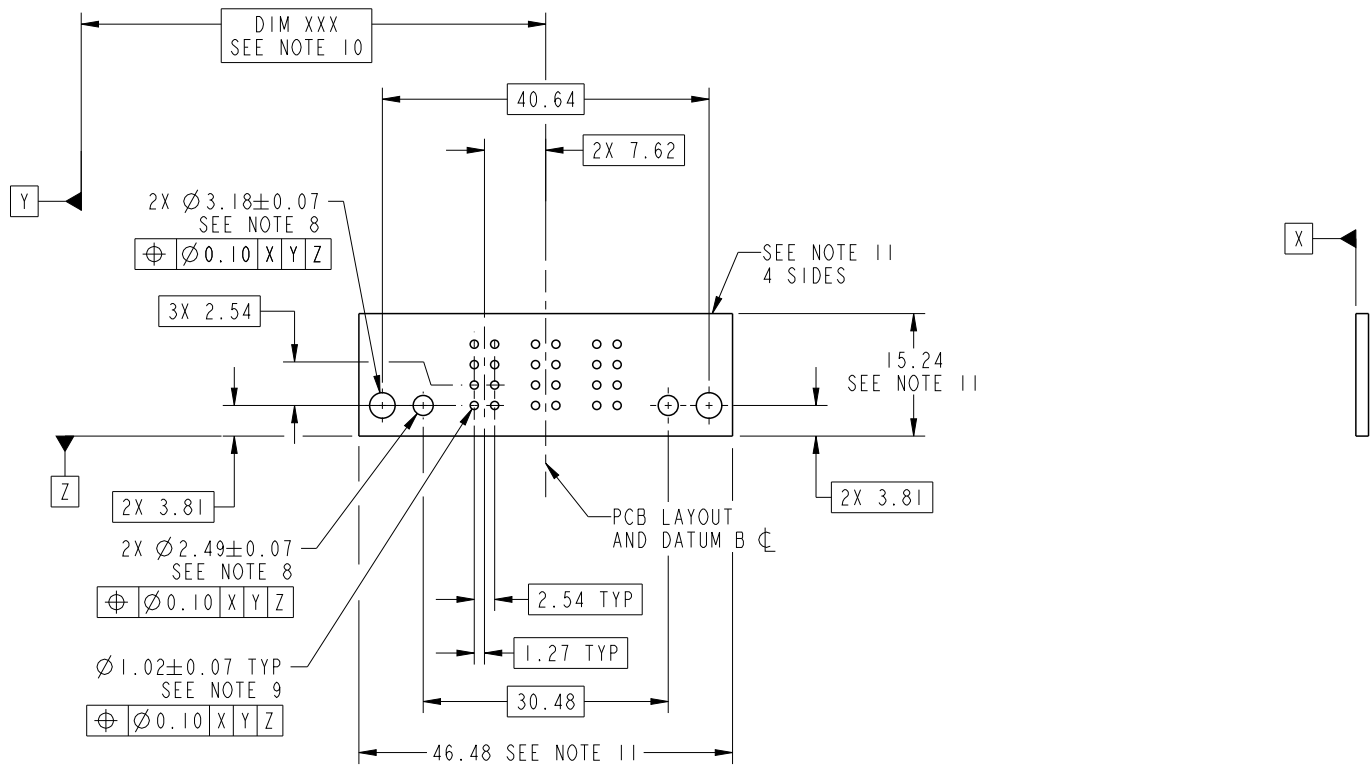 DIM XXX
SEE NOTE 10
40.64
2X 7.62
Y
2X Ø3.18±0.07
SEE NOTE 8
⌖ Ø0.10 X Y Z
X
SEE NOTE 11
4 SIDES
3X 2.54
15.24
SEE NOTE 11
Z
2X 3.81
2X 3.81
PCB LAYOUT
AND DATUM B ℄
2X Ø2.49±0.07
SEE NOTE 8
⌖ Ø0.10 X Y Z
2.54 TYP
1.27 TYP
Ø1.02±0.07 TYP
SEE NOTE 9
⌖ Ø0.10 X Y Z
30.48
46.48 SEE NOTE 11